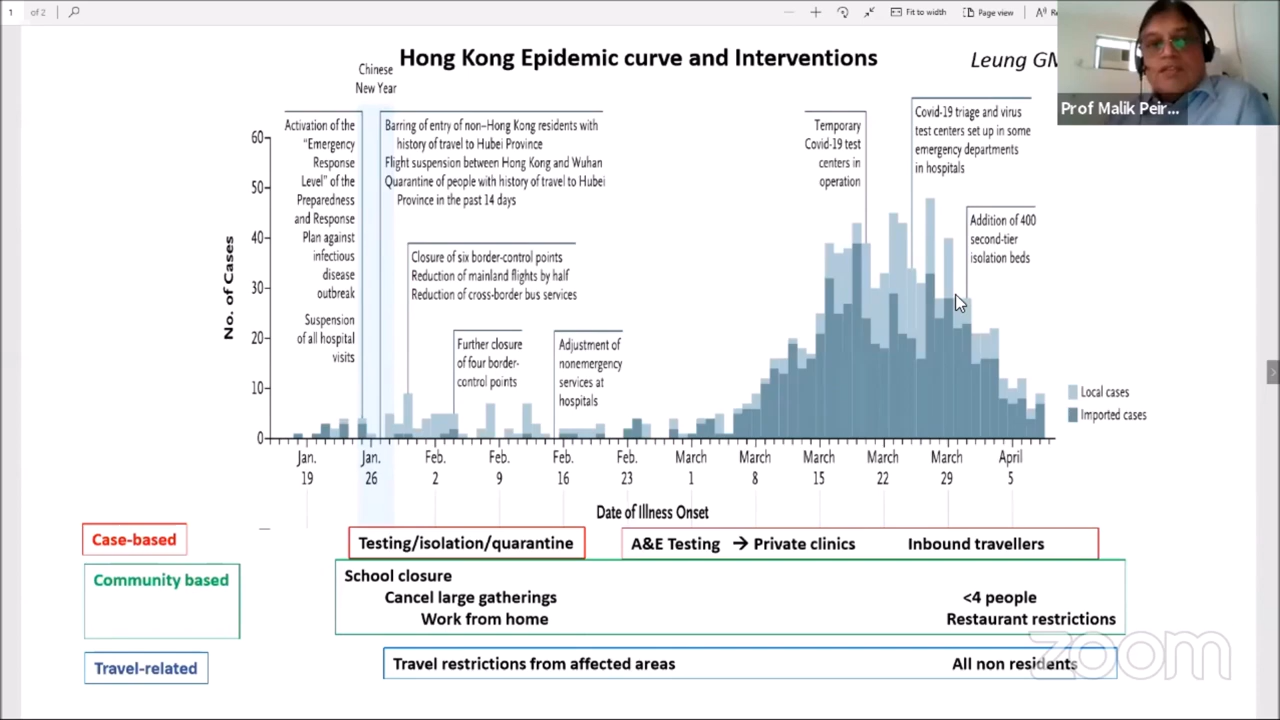 1 of 2
Fit to width
Page view
Hong Kong Epidemic curve and Interventions
Leung GM
Prof Malik Peir...
Chinese
New Year
Activation of the
"Emergency
Response
Level" of the
Preparedness
and Response
Plan against
infectious
disease
outbreak
Suspension
of all hospital
visits
Barring of entry of non–Hong Kong residents with
history of travel to Hubei Province
Flight suspension between Hong Kong and Wuhan
Quarantine of people with history of travel to Hubei
Province in the past 14 days
Closure of six border-control points
Reduction of mainland flights by half
Reduction of cross-border bus services
Further closure
of four border-
control points
Adjustment of
nonemergency
services at
hospitals
Temporary
Covid-19 test
centers in
operation
Covid-19 triage and virus
test centers set up in some
emergency departments
in hospitals
Addition of 400
second-tier
isolation beds
No. of Cases
60
50
40
30
20
10
0
Local cases
Imported cases
Jan. Jan. Feb. Feb. Feb. Feb. March March March March March April
19 26 2 9 16 23 1 8 15 22 29 5
Date of Illness Onset
Case-based
Testing/isolation/quarantine
A&E Testing → Private clinics Inbound travellers
Community based
School closure
Cancel large gatherings <4 people
Work from home Restaurant restrictions
Travel-related
Travel restrictions from affected areas All non residents
zoom